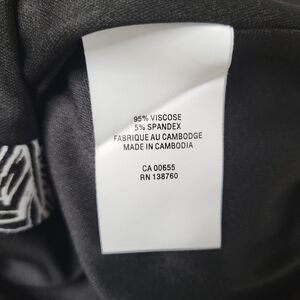 95% VISCOSE
5% SPANDEX
FABRIQUE AU CAMBODGE
MADE IN CAMBODIA
CA 00655
RN 138760